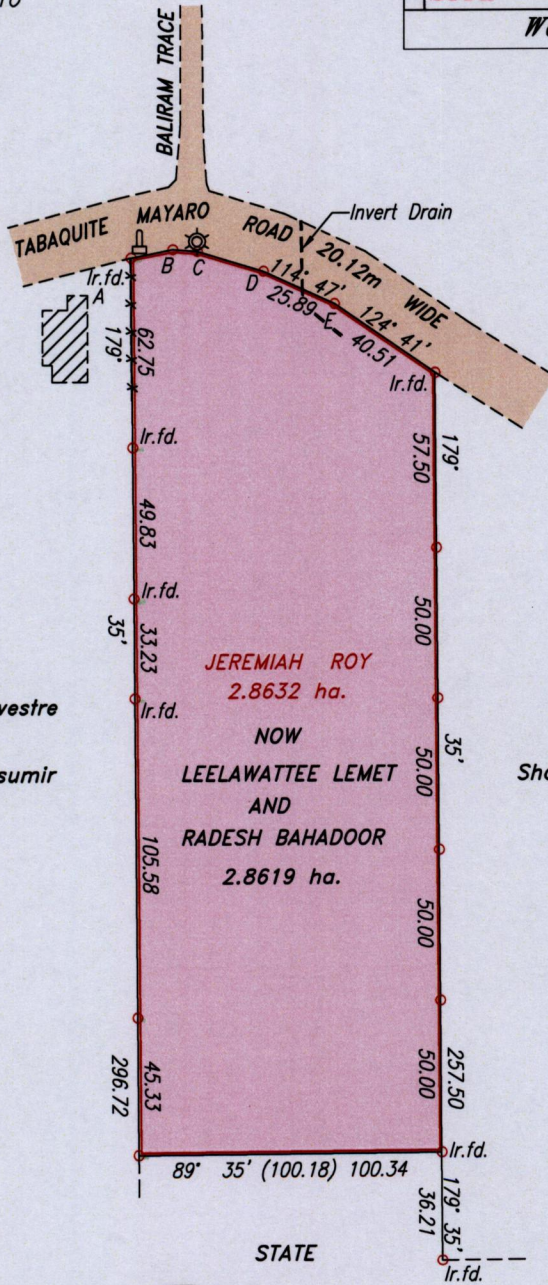 BALIRAM TRACE
TABAQUITE MAYARO ROAD 20.12m WIDE
Invert Drain
Ir.fd.
A
B
C
D
114° 47'
25.89
E
124° 41'
40.51
Ir.fd.
62.75
179°
Ir.fd.
49.83
Ir.fd.
33.23
35'
Ir.fd.
105.58
45.33
296.72
57.50
179°
50.00
50.00
35'
50.00
50.00
257.50
JEREMIAH ROY
2.8632 ha.
NOW
LEELAWATTEE LEMET
AND
RADESH BAHADOOR
2.8619 ha.
vestre
sumir
Sho
89° 35' (100.18) 100.34
Ir.fd.
179° 35'
36.21
Ir.fd.
STATE